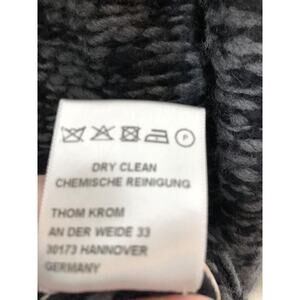 P
DRY CLEAN
CHEMISCHE REINIGUNG
THOM KROM
AN DER WEIDE 33
30173 HANNOVER
GERMANY